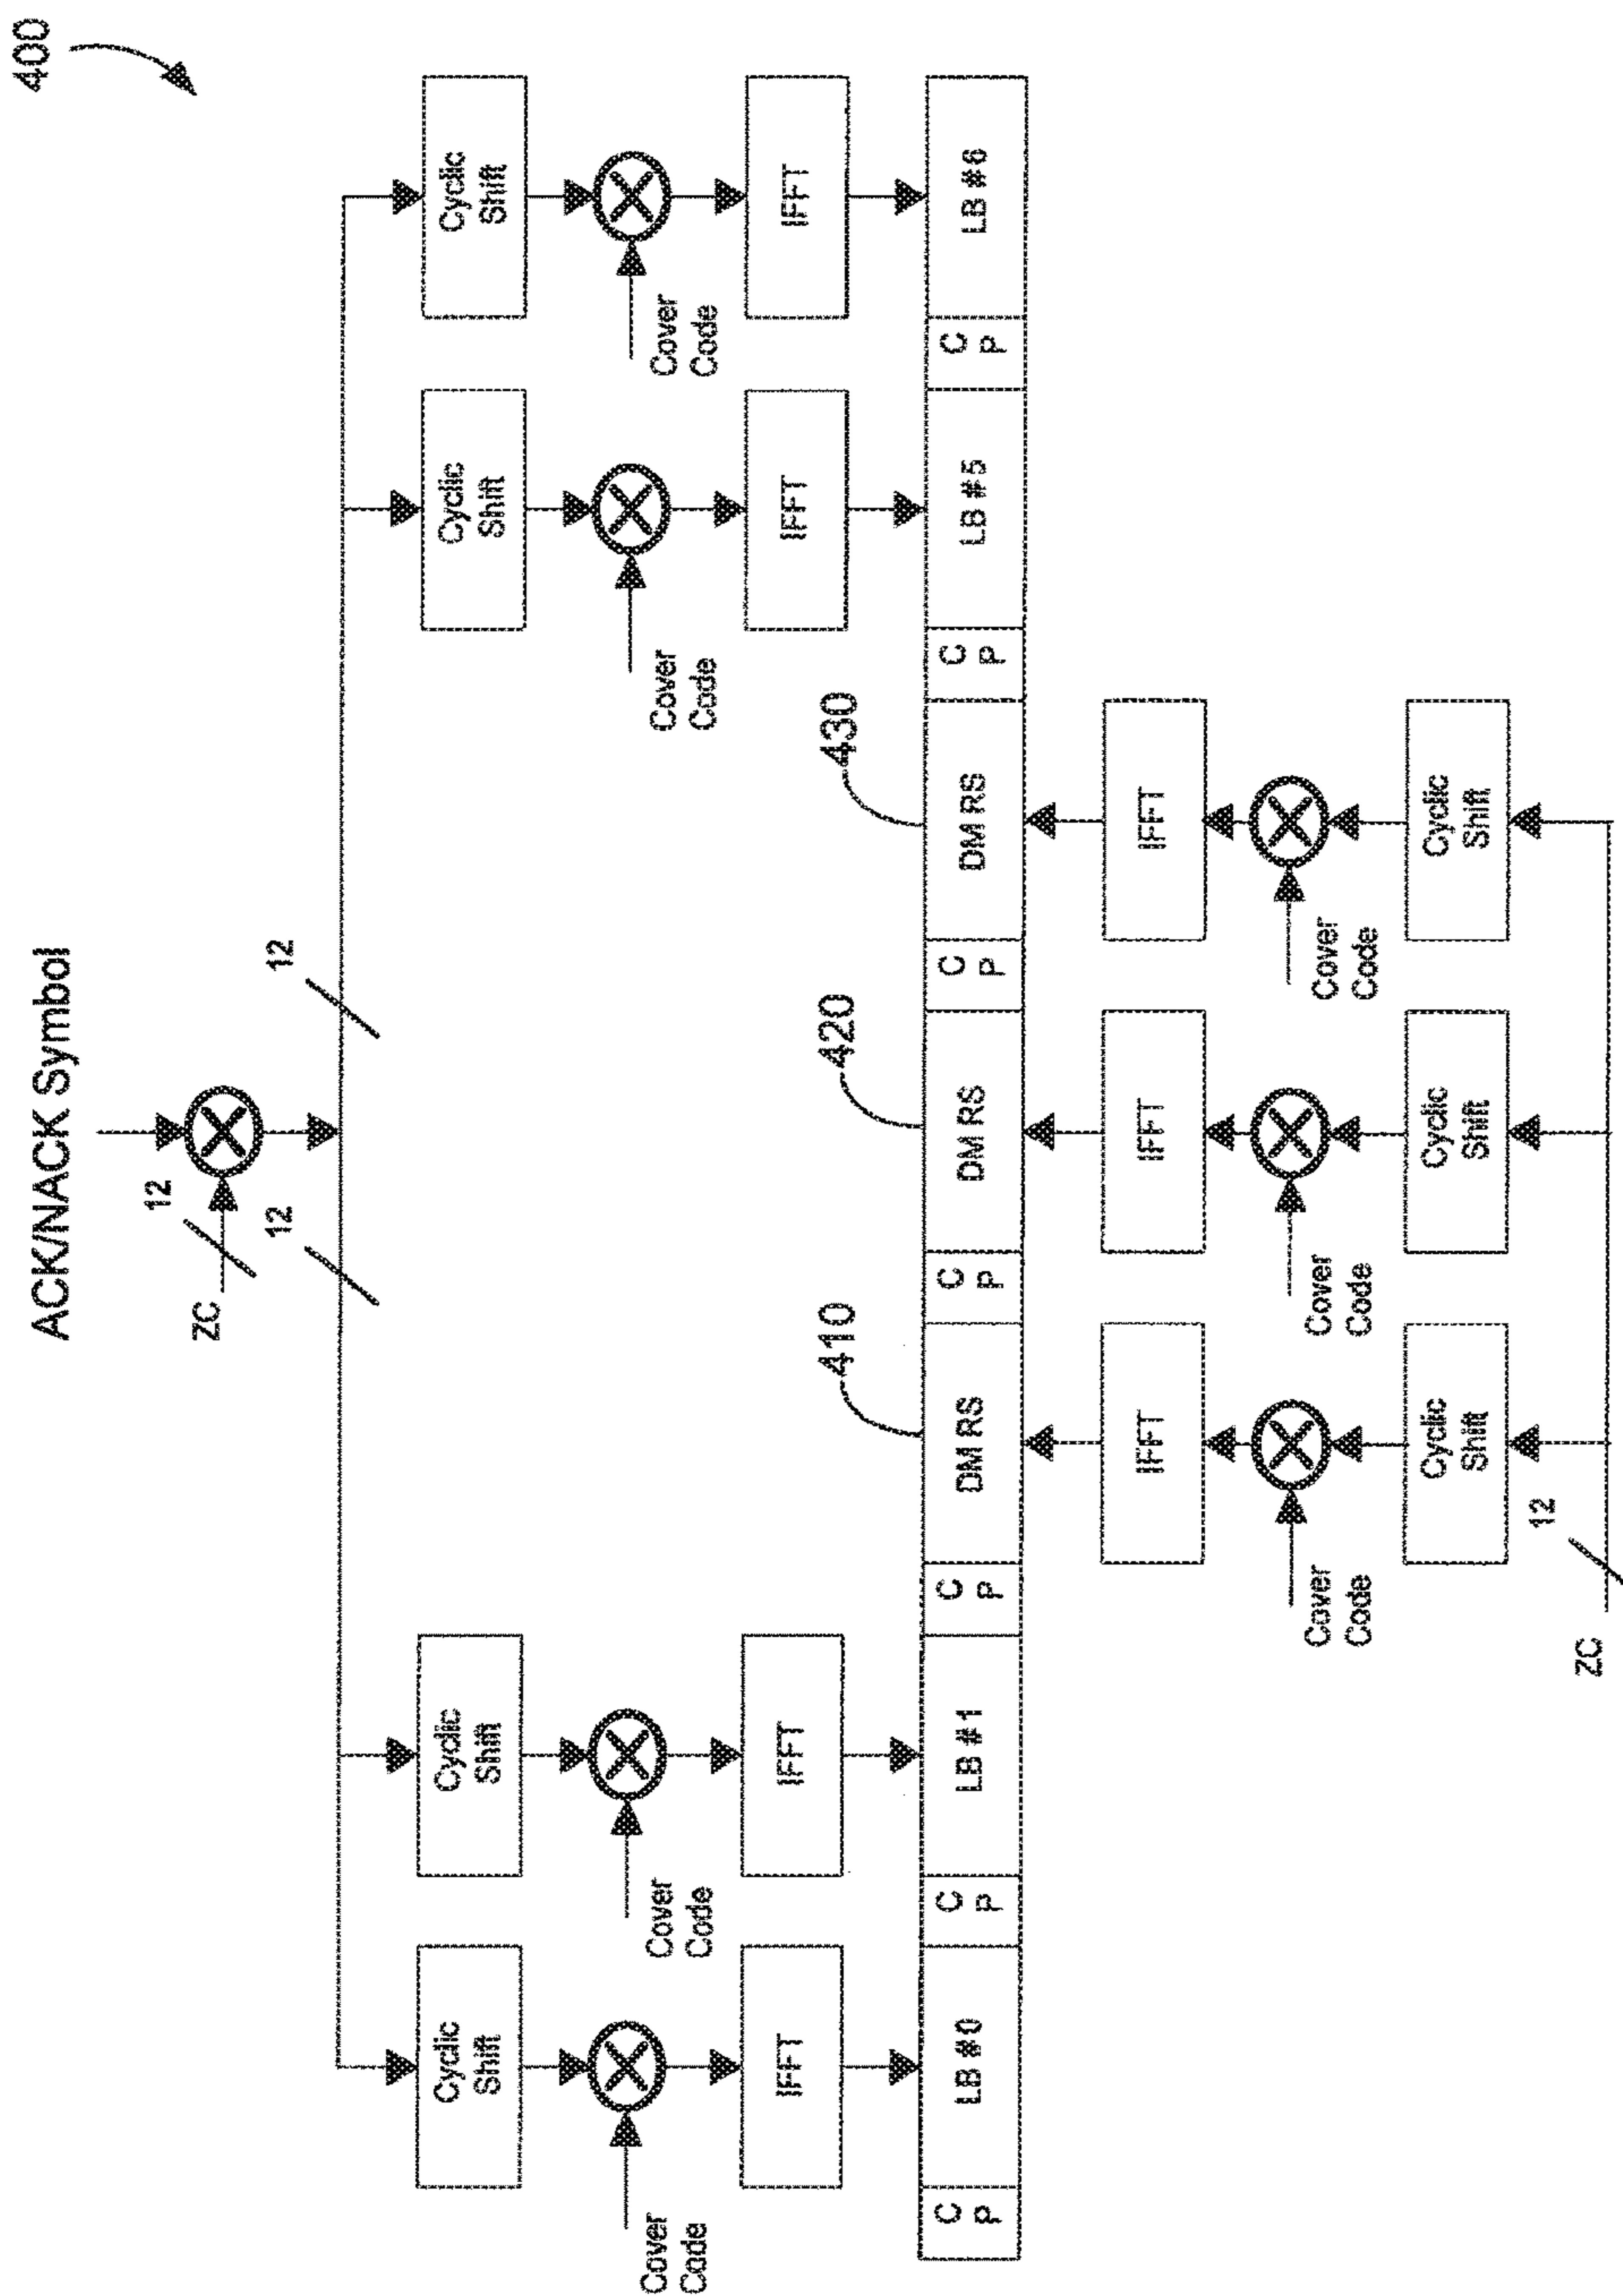 400
ACK/NACK Symbol
12
ZC
12
12
Cyclic
Shift
Cyclic
Shift
Cyclic
Shift
Cyclic
Shift
Cover
Code
Cover
Code
Cover
Code
Cover
Code
IFFT
IFFT
IFFT
IFFT
410
420
430
C
P
LB #0
C
P
LB #1
C
P
DM RS
C
P
DM RS
C
P
DM RS
C
P
LB #5
C
P
LB #6
IFFT
IFFT
IFFT
Cover
Code
Cover
Code
Cover
Code
Cyclic
Shift
Cyclic
Shift
Cyclic
Shift
12
ZC